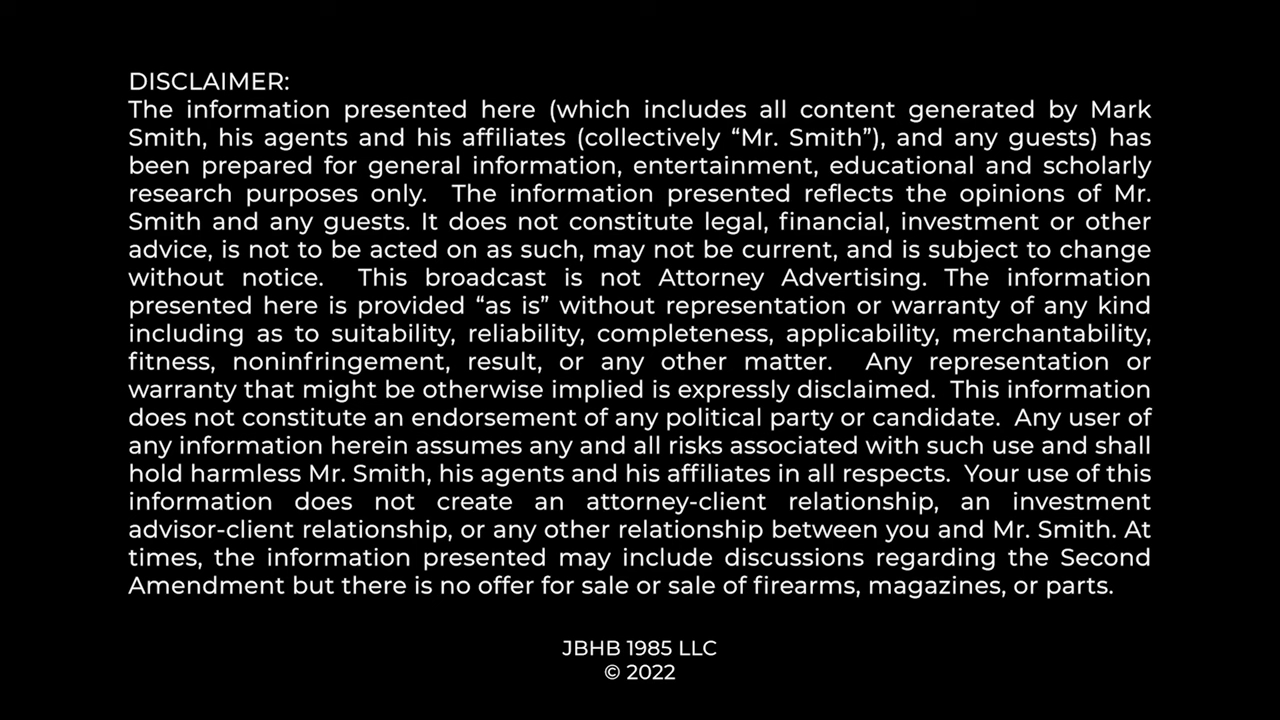 DISCLAIMER:
The information presented here (which includes all content generated by Mark
Smith, his agents and his affiliates (collectively “Mr. Smith”), and any guests) has
been prepared for general information, entertainment, educational and scholarly
research purposes only. The information presented reflects the opinions of Mr.
Smith and any guests. It does not constitute legal, financial, investment or other
advice, is not to be acted on as such, may not be current, and is subject to change
without notice. This broadcast is not Attorney Advertising. The information
presented here is provided “as is” without representation or warranty of any kind
including as to suitability, reliability, completeness, applicability, merchantability,
fitness, noninfringement, result, or any other matter. Any representation or
warranty that might be otherwise implied is expressly disclaimed. This information
does not constitute an endorsement of any political party or candidate. Any user of
any information herein assumes any and all risks associated with such use and shall
hold harmless Mr. Smith, his agents and his affiliates in all respects. Your use of this
information does not create an attorney-client relationship, an investment
advisor-client relationship, or any other relationship between you and Mr. Smith. At
times, the information presented may include discussions regarding the Second
Amendment but there is no offer for sale or sale of firearms, magazines, or parts.
JBHB 1985 LLC
© 2022